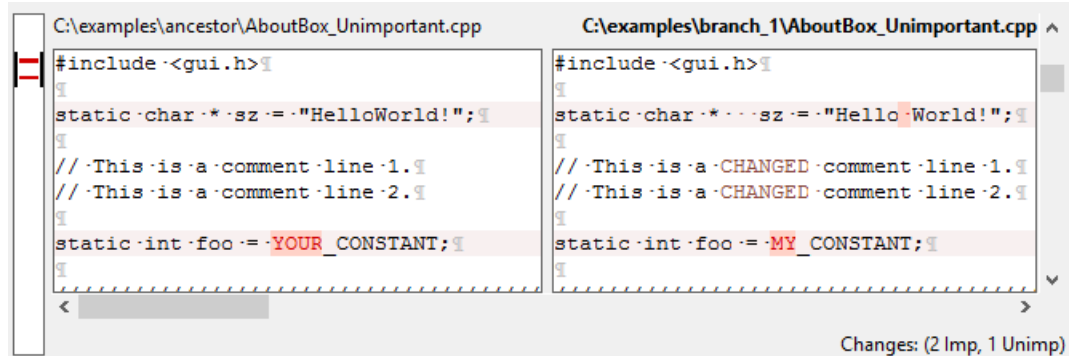 C:\examples\ancestor\AboutBox_Unimportant.cpp
#include·<gui.h>¶
¶
static·char·*·sz·=·"HelloWorld!";¶
¶
//·This·is·a·comment·line·1.¶
//·This·is·a·comment·line·2.¶
¶
static·int·foo·=·YOUR_CONSTANT;¶
¶
C:\examples\branch_1\AboutBox_Unimportant.cpp
#include·<gui.h>¶
¶
static·char·*···sz·=·"Hello·World!";¶
¶
//·This·is·a·CHANGED·comment·line·1.¶
//·This·is·a·CHANGED·comment·line·2.¶
¶
static·int·foo·=·MY_CONSTANT;¶
¶
Changes: (2 Imp, 1 Unimp)